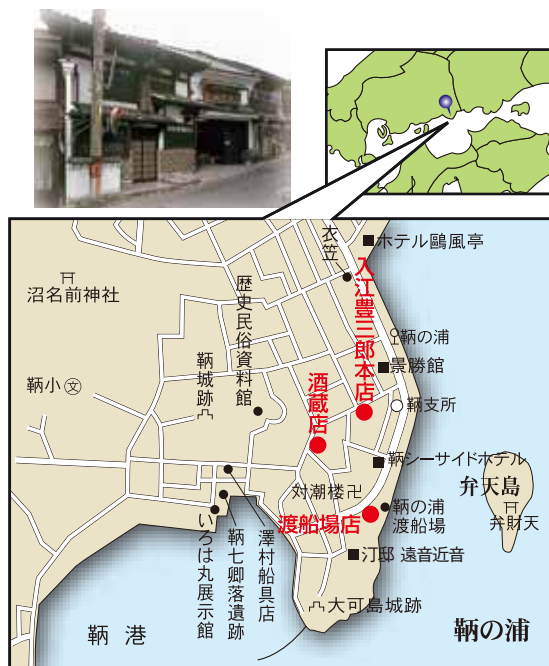 ホテル鷗風亭
衣笠
入江豊三郎本店
沼名前神社
歴史民俗資料館
鞆の浦
景勝館
鞆小
文
鞆城跡
酒蔵店
鞆支所
鞆シーサイドホテル
弁天島
対潮楼卍
鞆の浦
渡船場
弁財天
渡船場店
澤村船具店
鞆七卿落遺跡
いろは丸展示館
汀邸 遠音近音
大可島城跡
鞆港
鞆の浦